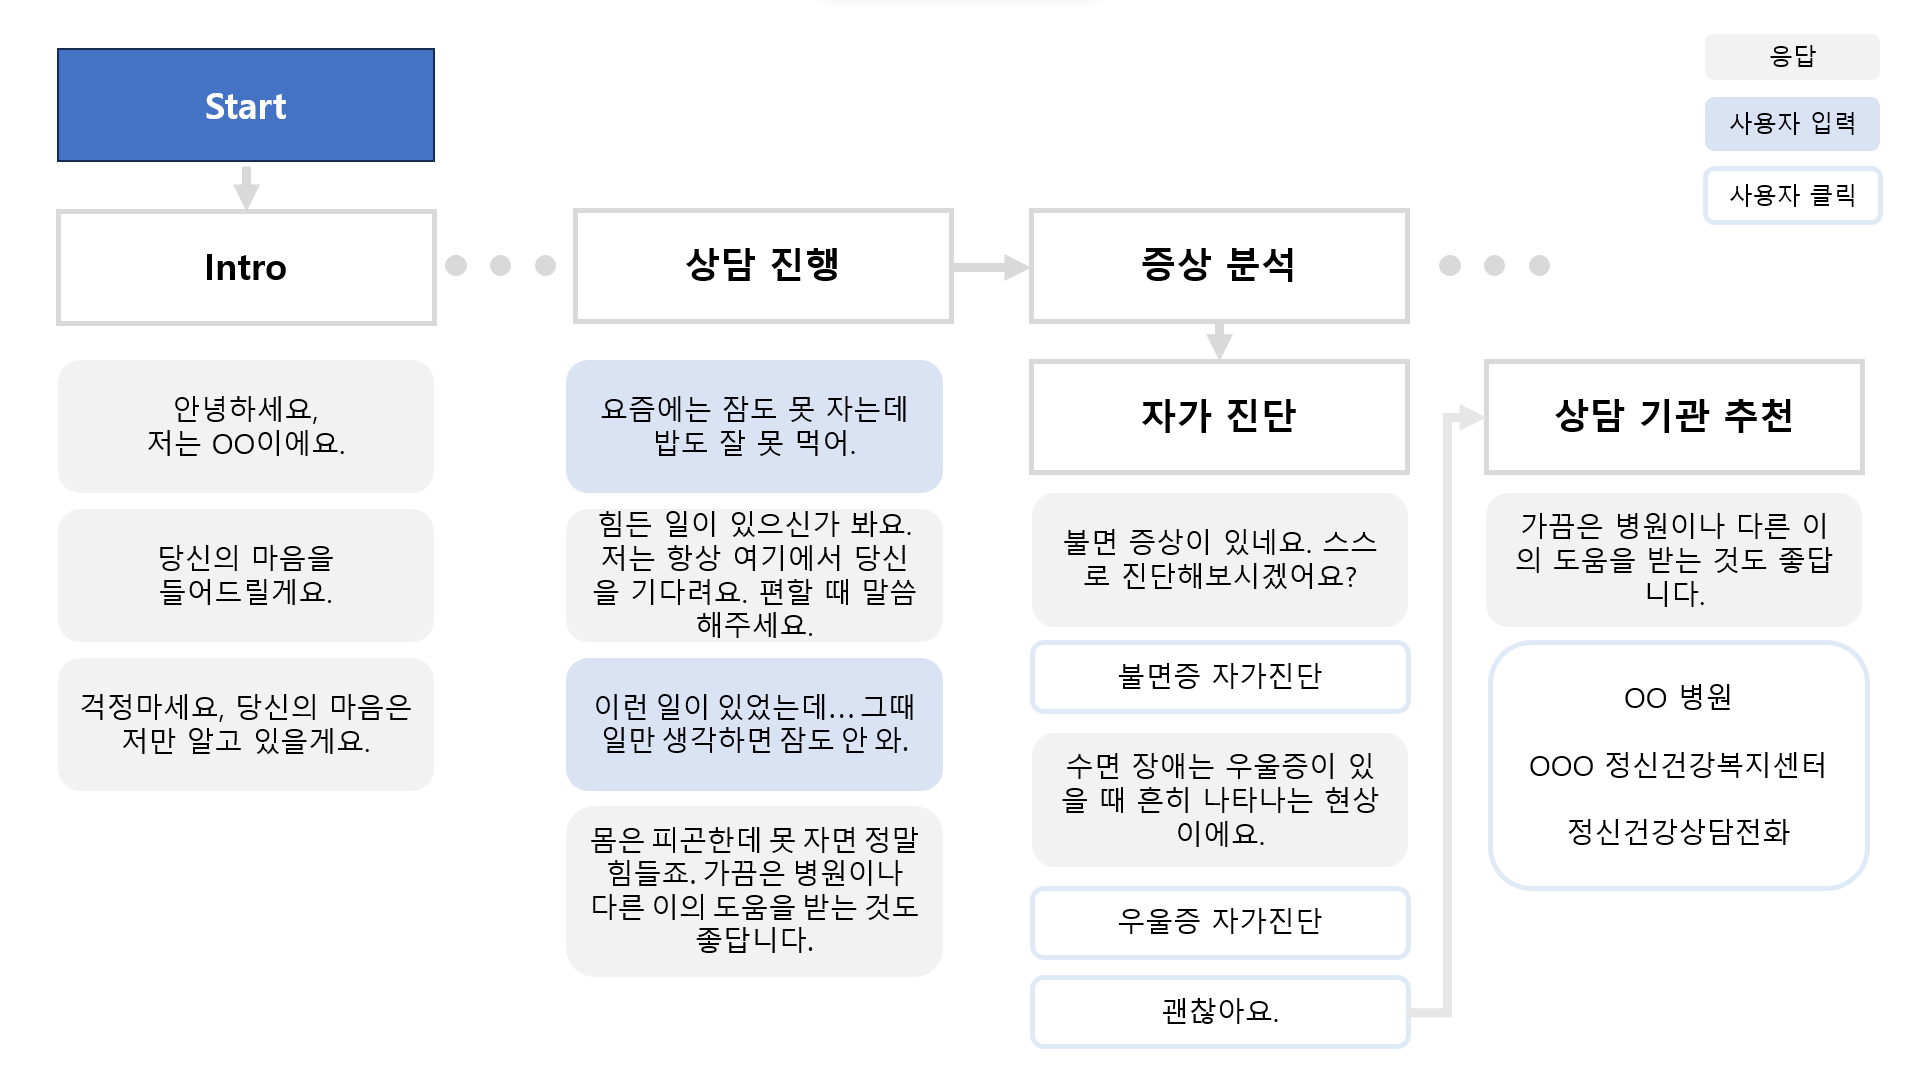 Start
응답
사용자 입력
사용자 클릭
Intro
상담 진행
증상 분석
안녕하세요,
저는 OO이에요.
당신의 마음을
들어드릴게요.
걱정마세요, 당신의 마음은
저만 알고 있을게요.
요즘에는 잠도 못 자는데
밥도 잘 못 먹어.
힘든 일이 있으신가 봐요.
저는 항상 여기에서 당신
을 기다려요. 편할 때 말씀
해주세요.
이런 일이 있었는데… 그때
일만 생각하면 잠도 안 와.
몸은 피곤한데 못 자면 정말
힘들죠. 가끔은 병원이나
다른 이의 도움을 받는 것도
좋답니다.
자가 진단
불면 증상이 있네요. 스스
로 진단해보시겠어요?
불면증 자가진단
수면 장애는 우울증이 있
을 때 흔히 나타나는 현상
이에요.
우울증 자가진단
괜찮아요.
상담 기관 추천
가끔은 병원이나 다른 이
의 도움을 받는 것도 좋답
니다.
OO 병원
OOO 정신건강복지센터
정신건강상담전화